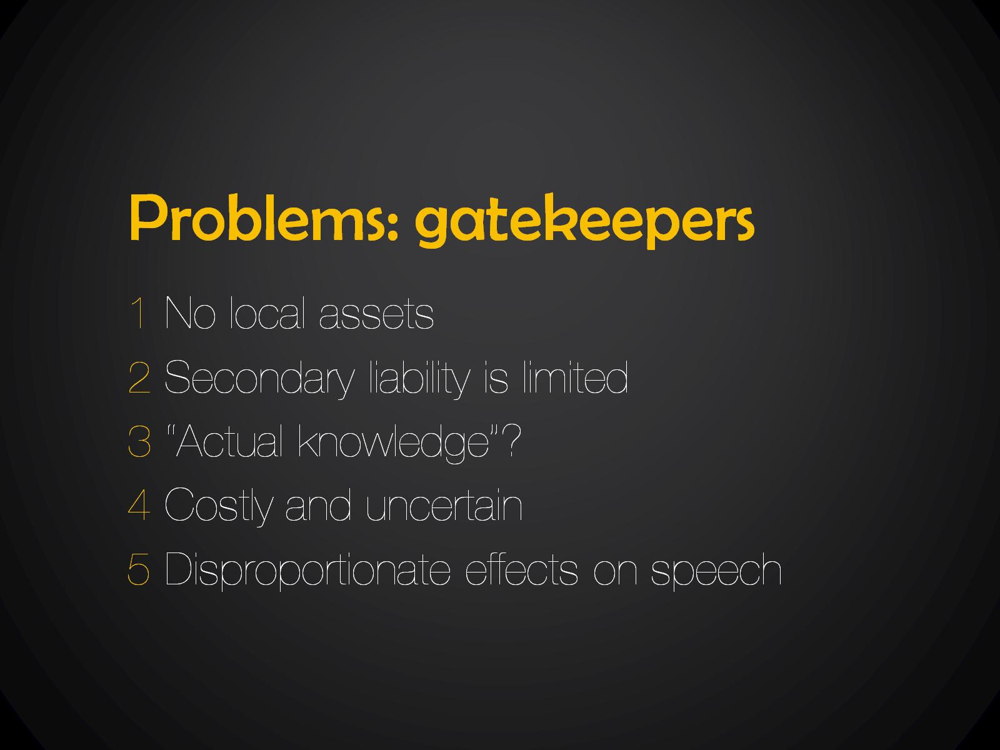 Problems: gatekeepers
1 No local assets
2 Secondary liability is limited
3 “Actual knowledge”?
4 Costly and uncertain
5 Disproportionate effects on speech